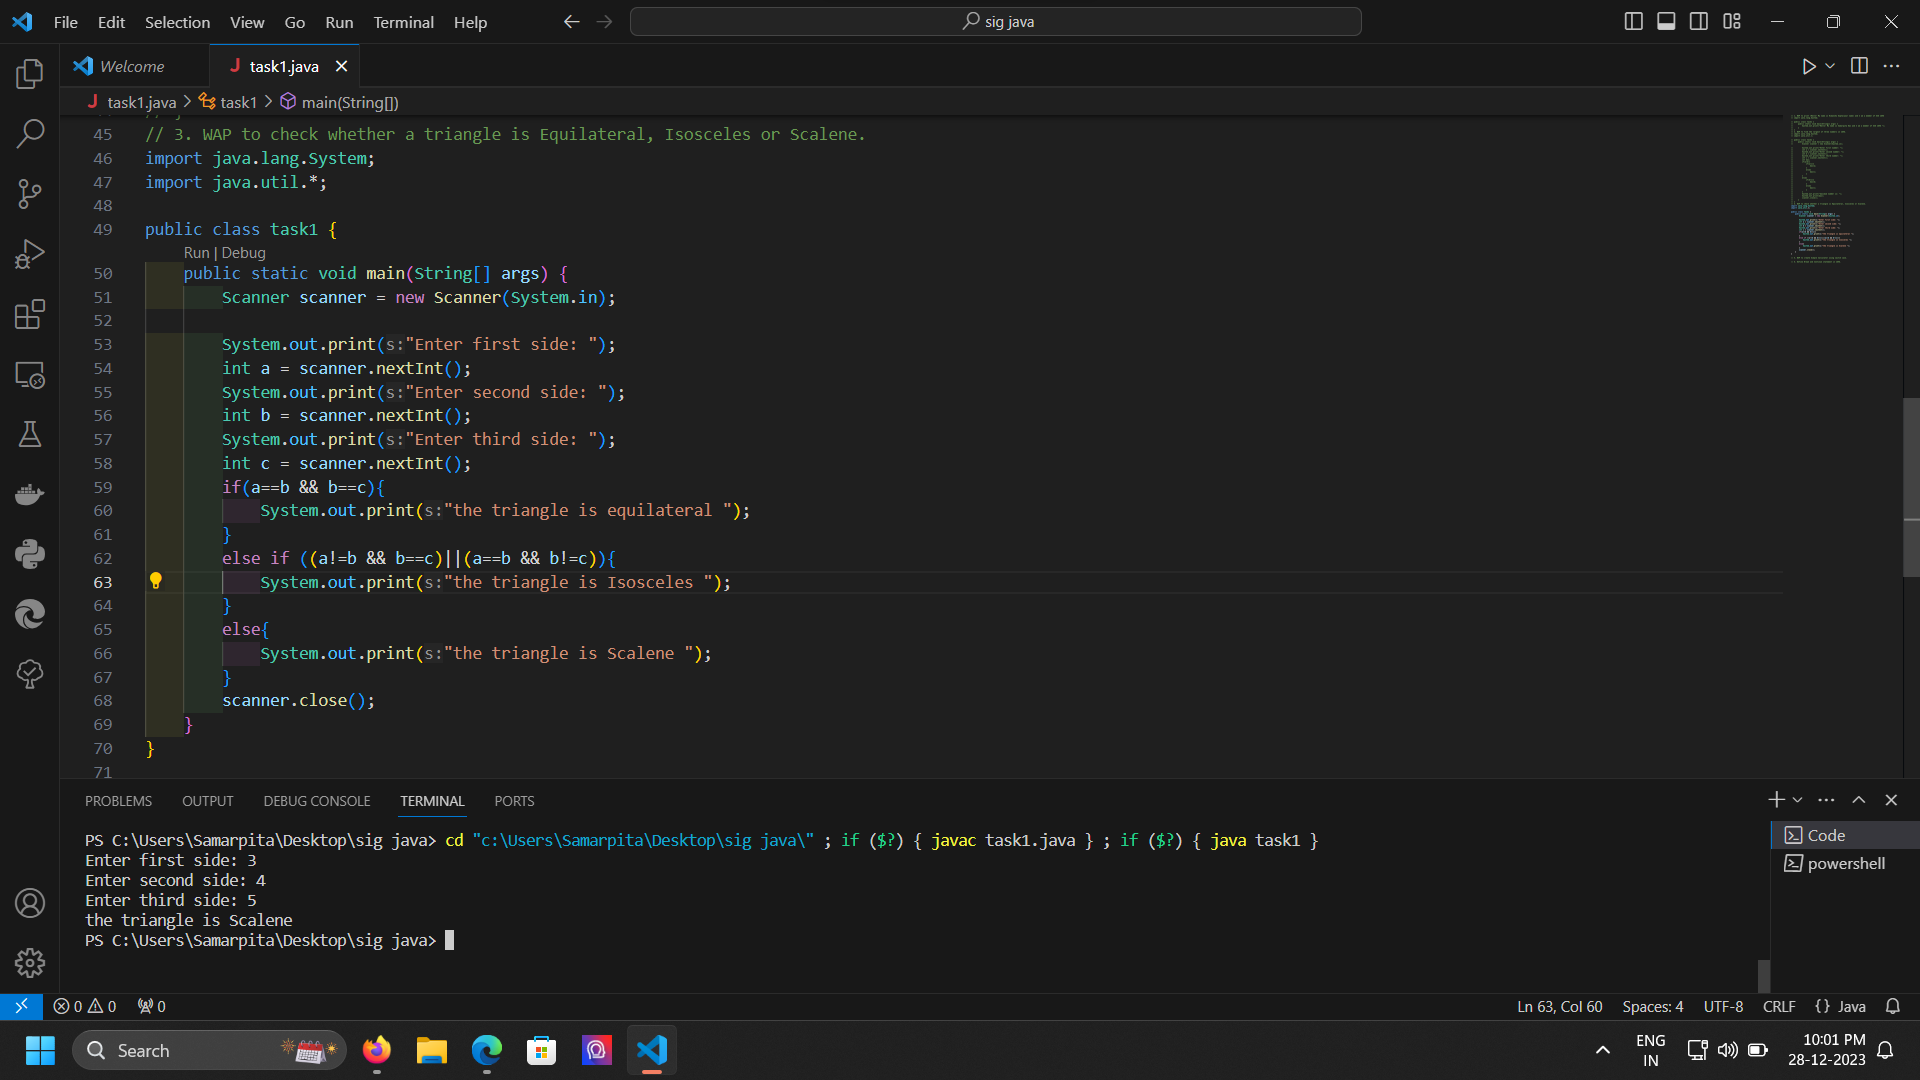 File Edit Selection View Go Run Terminal Help
sig java
Welcome
J task1.java
J task1.java > task1 > main(String[])
45 // 3. WAP to check whether a triangle is Equilateral, Isosceles or Scalene.
46 import java.lang.System;
47 import java.util.*;
48
49 public class task1 {
Run | Debug
50 public static void main(String[] args) {
51 Scanner scanner = new Scanner(System.in);
52
53 System.out.print(s:"Enter first side: ");
54 int a = scanner.nextInt();
55 System.out.print(s:"Enter second side: ");
56 int b = scanner.nextInt();
57 System.out.print(s:"Enter third side: ");
58 int c = scanner.nextInt();
59 if(a==b && b==c){
60 System.out.print(s:"the triangle is equilateral ");
61 }
62 else if ((a!=b && b==c)||(a==b && b!=c)){
63 System.out.print(s:"the triangle is Isosceles ");
64 }
65 else{
66 System.out.print(s:"the triangle is Scalene ");
67 }
68 scanner.close();
69 }
70 }
71
PROBLEMS OUTPUT DEBUG CONSOLE TERMINAL PORTS
PS C:\Users\Samarpita\Desktop\sig java> cd "c:\Users\Samarpita\Desktop\sig java\" ; if ($?) { javac task1.java } ; if ($?) { java task1 }
Enter first side: 3
Enter second side: 4
Enter third side: 5
the triangle is Scalene
PS C:\Users\Samarpita\Desktop\sig java>
Code
powershell
0 0 0
Ln 63, Col 60 Spaces: 4 UTF-8 CRLF {} Java
Search
ENG
IN
10:01 PM
28-12-2023